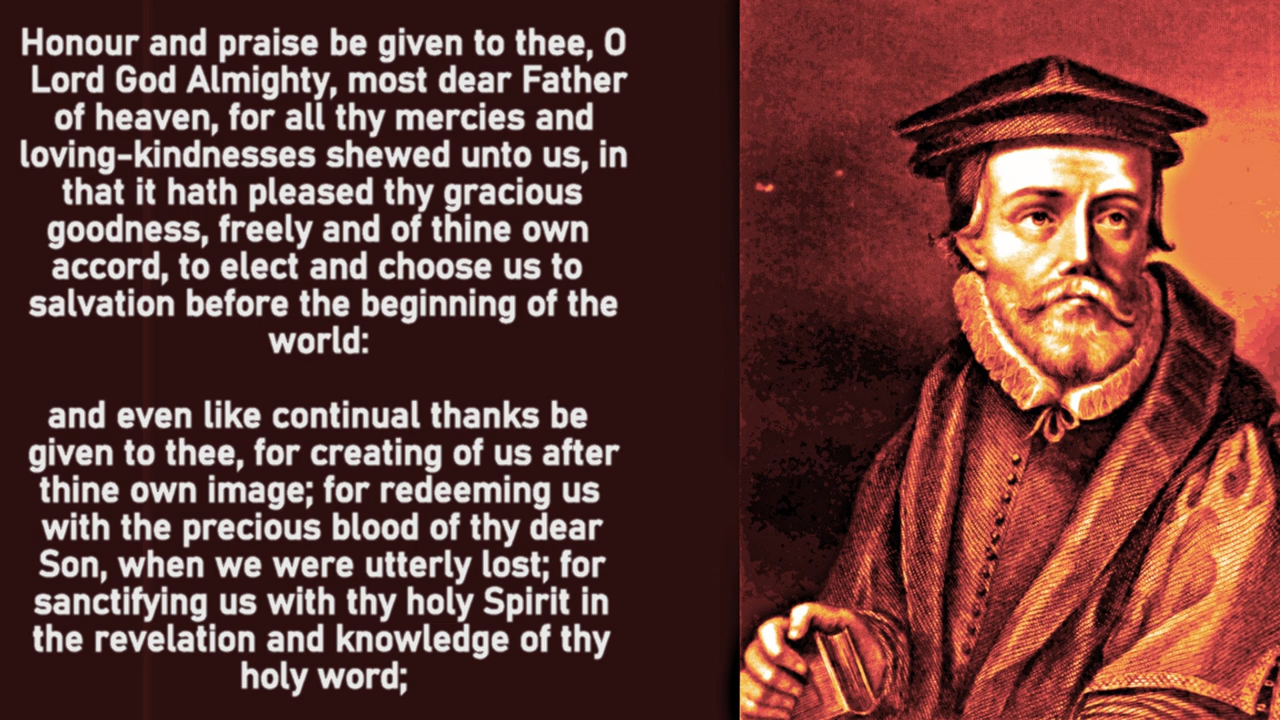 Honour and praise be given to thee, O
Lord God Almighty, most dear Father
of heaven, for all thy mercies and
loving-kindnesses shewed unto us, in
that it hath pleased thy gracious
goodness, freely and of thine own
accord, to elect and choose us to
salvation before the beginning of the
world:
and even like continual thanks be
given to thee, for creating of us after
thine own image; for redeeming us
with the precious blood of thy dear
Son, when we were utterly lost; for
sanctifying us with thy holy Spirit in
the revelation and knowledge of thy
holy word;